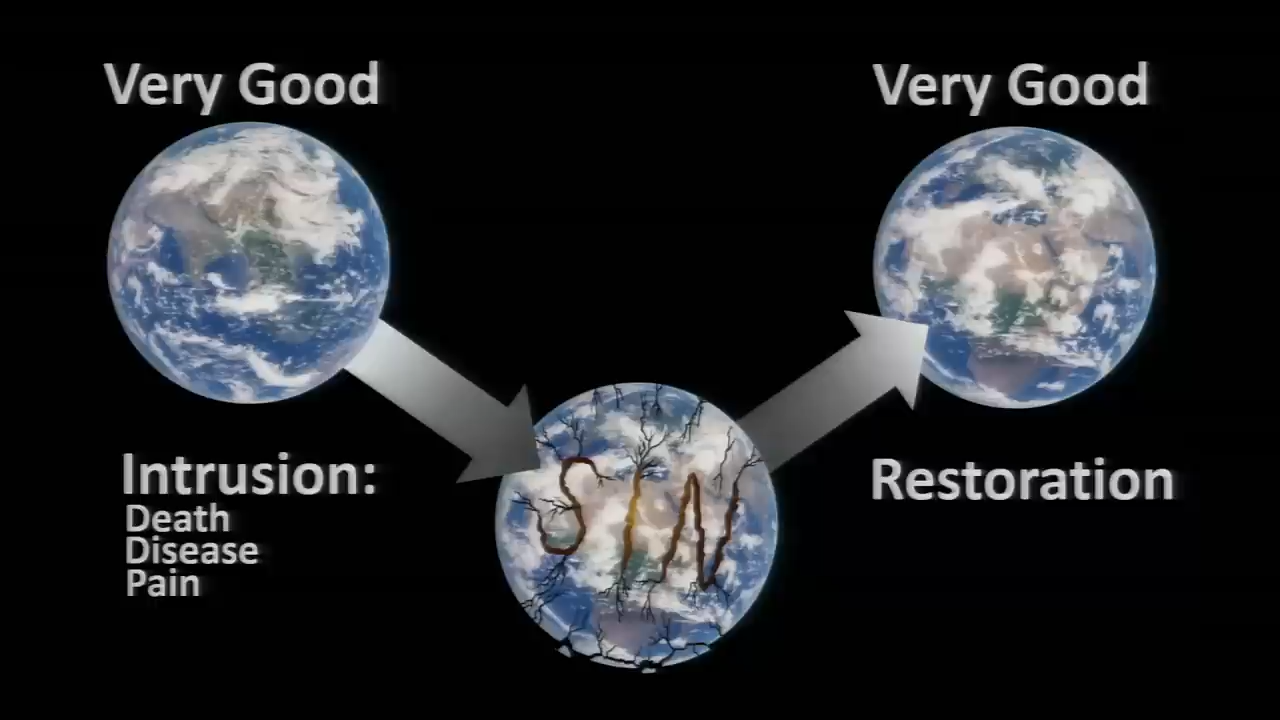 Very Good
Very Good
Intrusion:
Death
Disease
Pain
SIN
Restoration